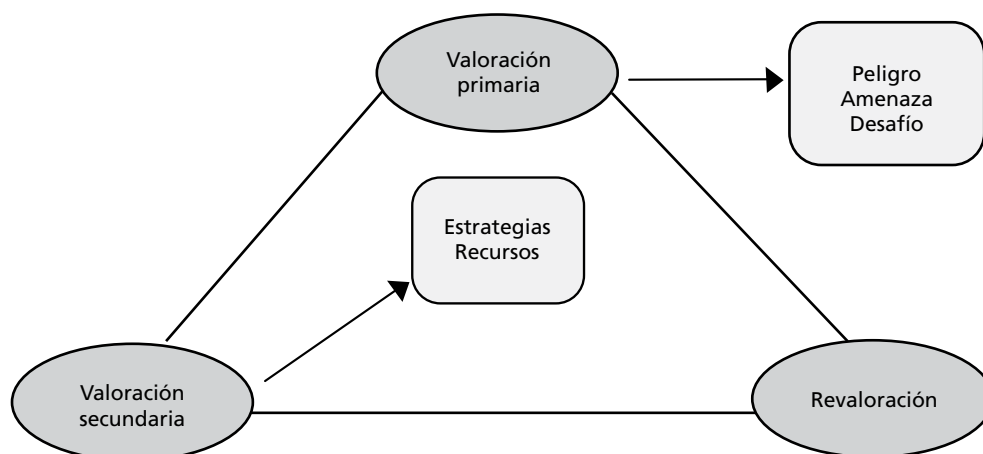 Valoración
primaria
Peligro
Amenaza
Desafío
Estrategias
Recursos
Valoración
secundaria
Revaloración